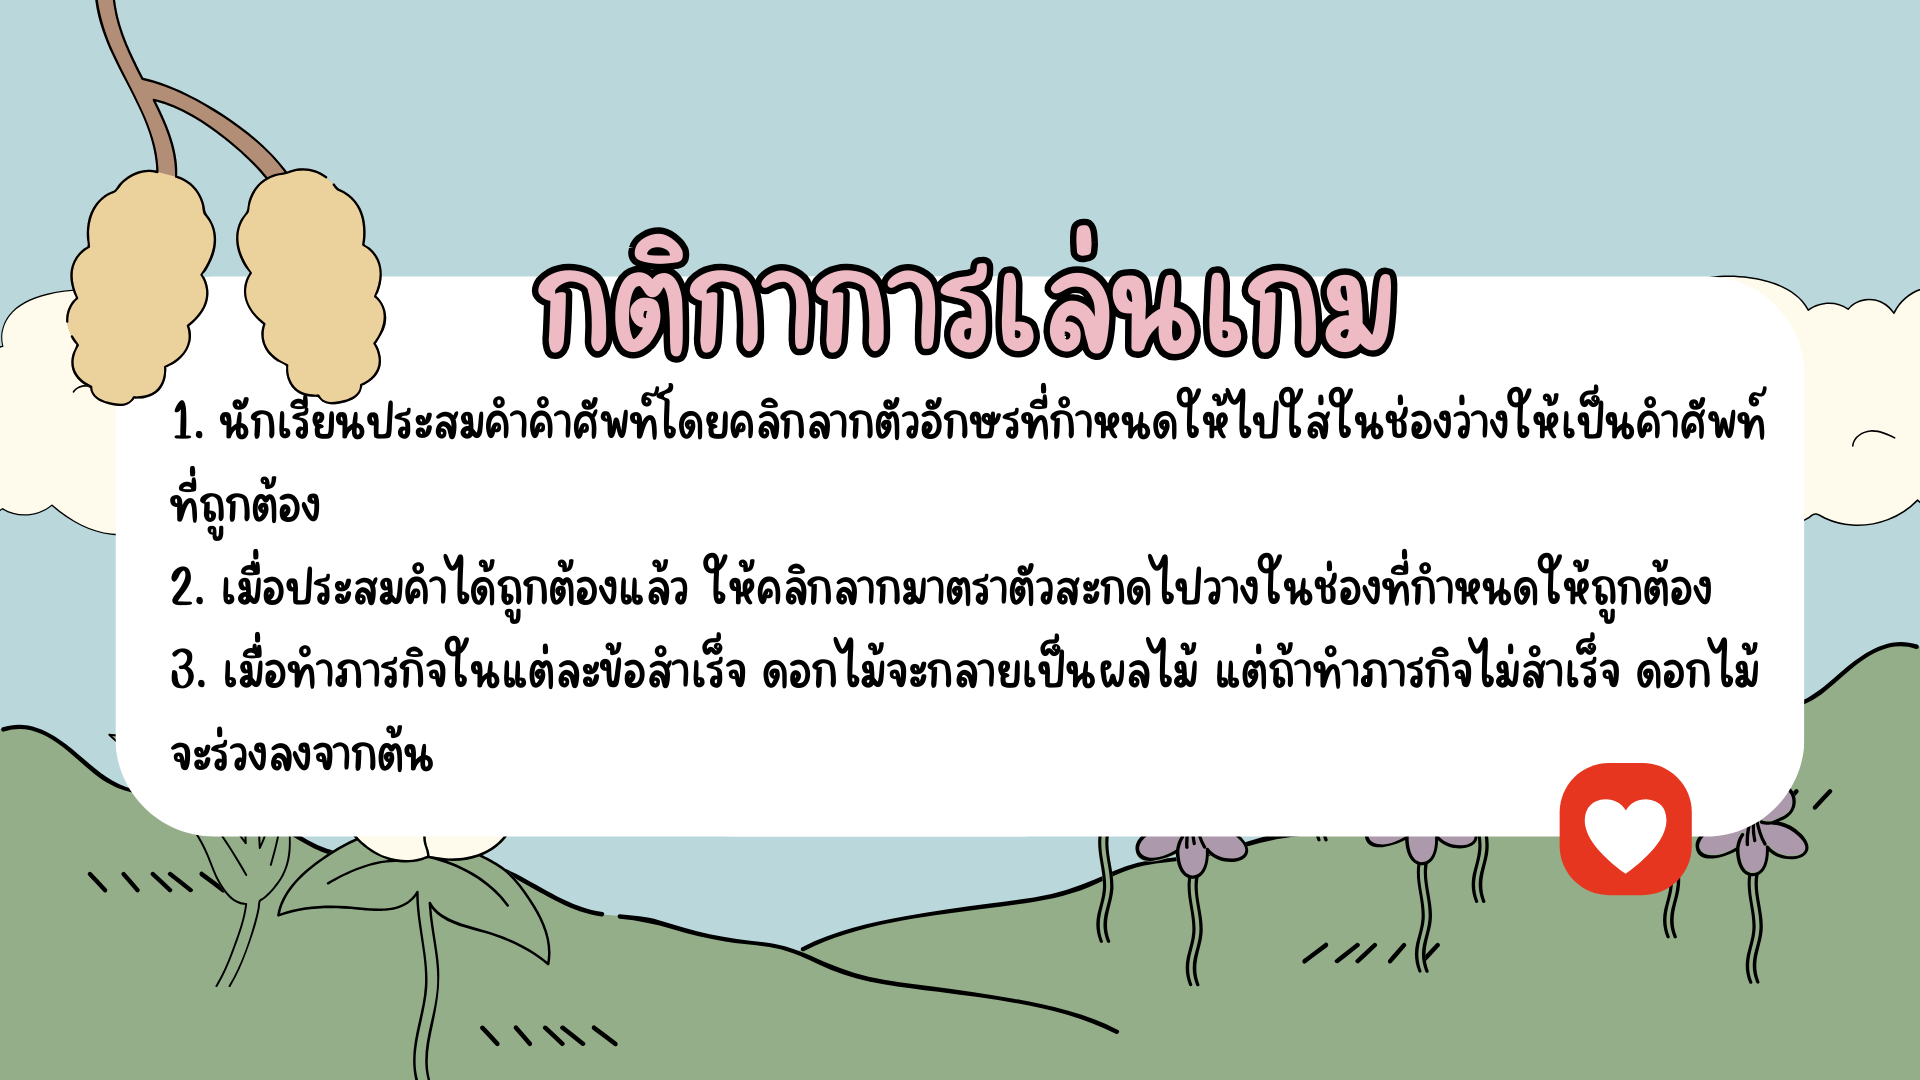 กติกาการเล่นเกม
1. นักเรียนประสมคำคำศัพท์โดยคลิกลากตัวอักษรที่กำหนดให้ไปใส่ในช่องว่างให้เป็นคำศัพท์
ที่ถูกต้อง
2. เมื่อประสมคำได้ถูกต้องแล้ว ให้คลิกลากมาตราตัวสะกดไปวางในช่องที่กำหนดให้ถูกต้อง
3. เมื่อทำภารกิจในแต่ละข้อสำเร็จ ดอกไม้จะกลายเป็นผลไม้ แต่ถ้าทำภารกิจไม่สำเร็จ ดอกไม้
จะร่วงลงจากต้น